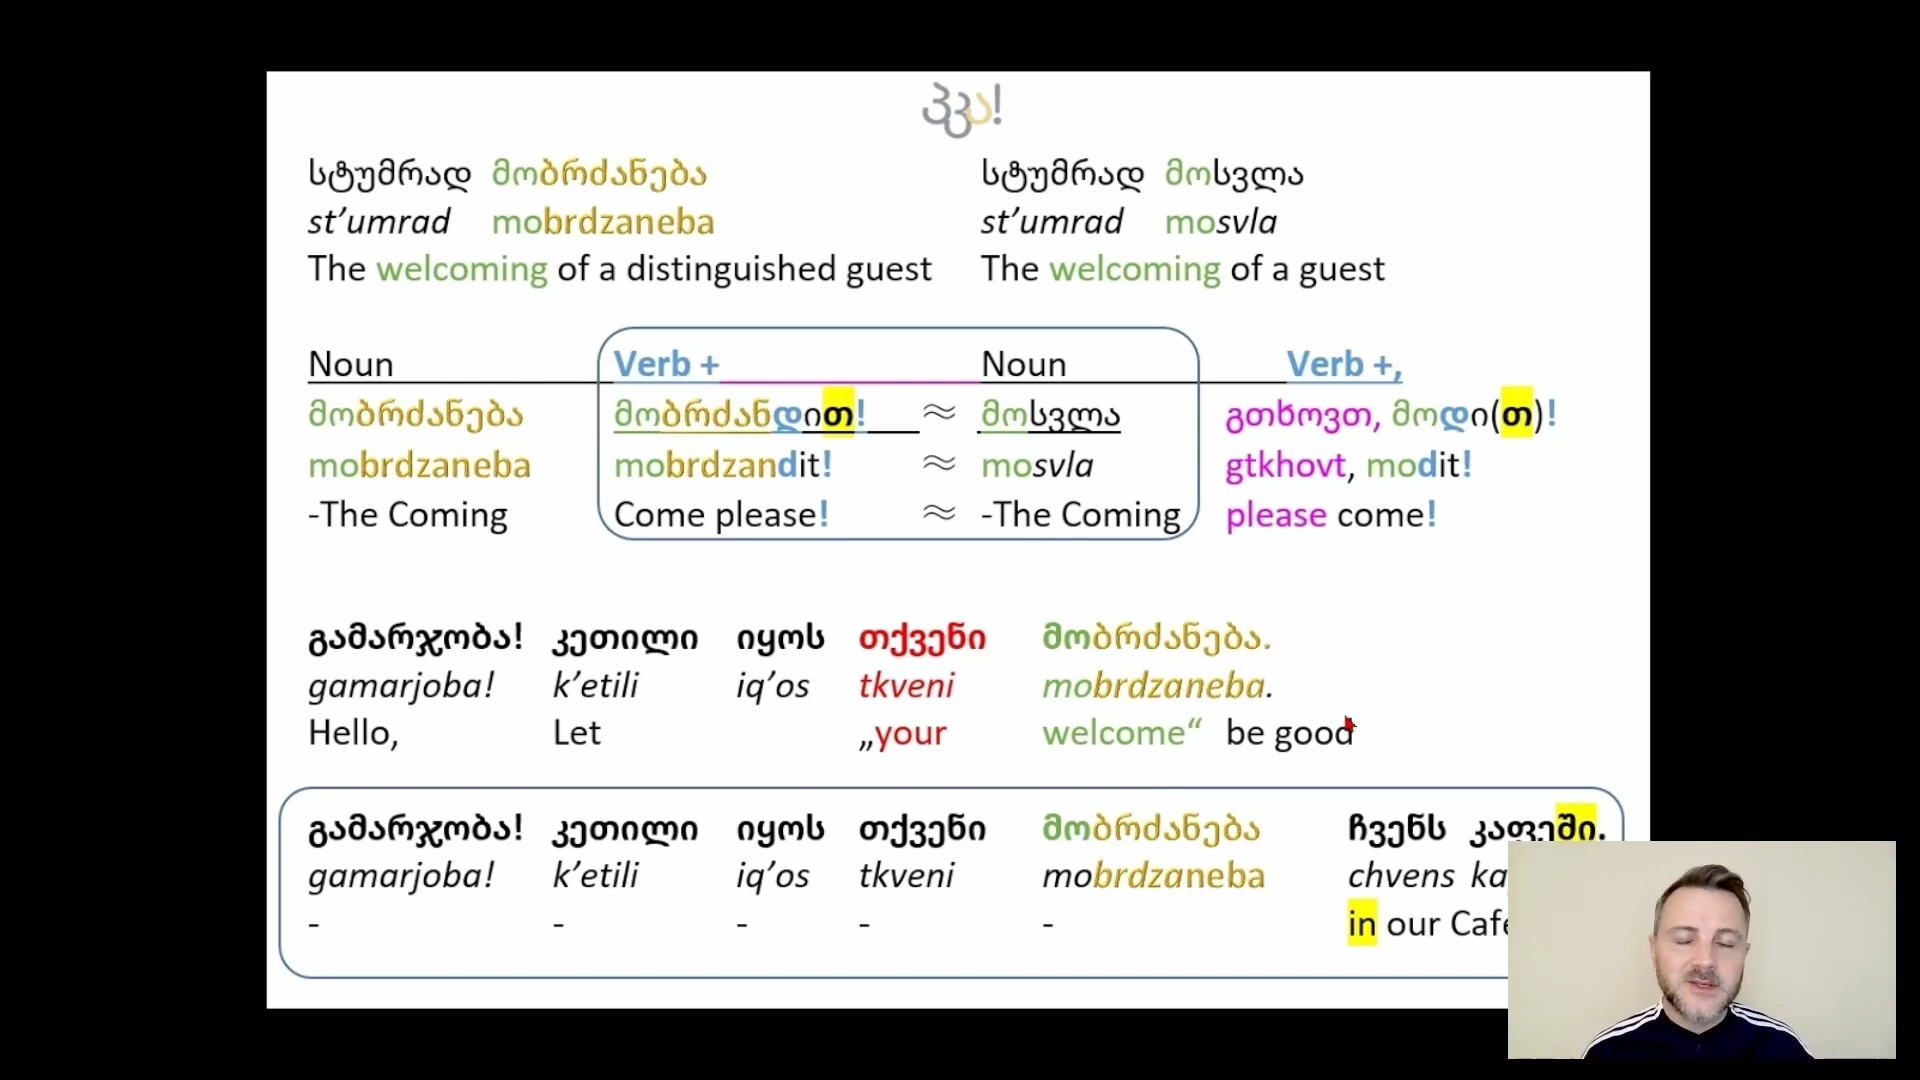 ჰკა!
სტუმრად მობრძანება სტუმრად მოსვლა
st’umrad mobrdzaneba st’umrad mosvla
The welcoming of a distinguished guest The welcoming of a guest
Noun Verb + Noun Verb +,
მობრძანება მობრძანდით! ≈ მოსვლა გთხოვთ, მოდი(თ)!
mobrdzaneba mobrdzandit! ≈ mosvla gtkhovt, modit!
-The Coming Come please! ≈ -The Coming please come!
გამარჯობა! კეთილი იყოს თქვენი მობრძანება.
gamarjoba! k’etili iq’os tkveni mobrdzaneba.
Hello, Let „your welcome“ be good
გამარჯობა! კეთილი იყოს თქვენი მობრძანება ჩვენს კაფეში.
gamarjoba! k’etili iq’os tkveni mobrdzaneba chvens
- - - - - in our Cafe